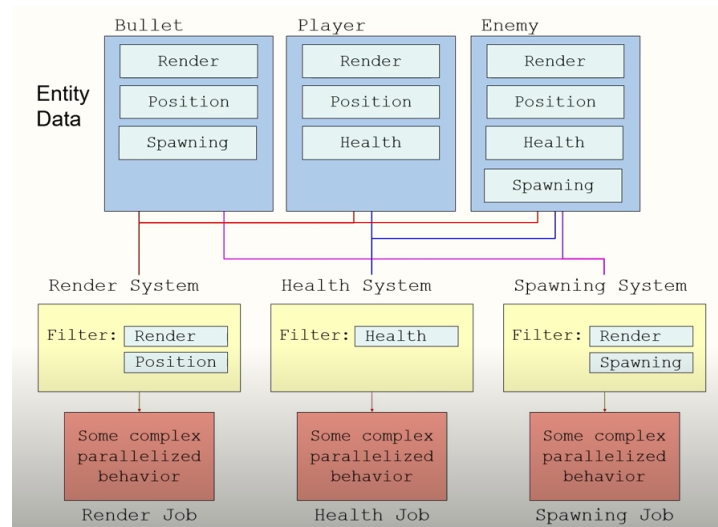 Bullet
Player
Enemy
Entity
Data
Render
Position
Spawning
Render
Position
Health
Render
Position
Health
Spawning
Render System
Health System
Spawning System
Filter:
Render
Position
Filter:
Health
Filter:
Render
Spawning
Some complex
parallelized
behavior
Some complex
parallelized
behavior
Some complex
parallelized
behavior
Render Job
Health Job
Spawning Job